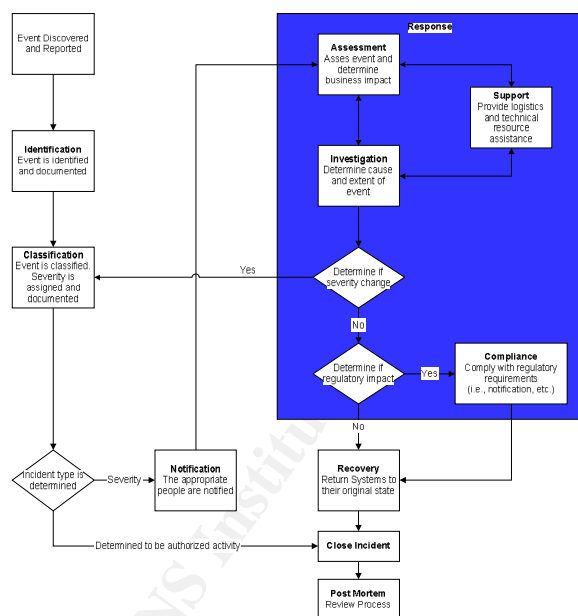 Event Discovered
and Reported
Identification
Event is identified
and documented
Classification
Event is classified.
Severity is
assigned and
documented
Incident type is
determined
Severity
Notification
The appropriate
people are notified
Determined to be authorized activity
Response
Assessment
Asses event and
determine
business impact
Support
Provide logistics
and technical
resource
assistance
Investigation
Determine cause
and extent of
event
Determine if
severity change
Yes
No
Determine if
regulatory impact
Yes
Compliance
Comply with regulatory
requirements
(i.e., notification, etc.)
No
Recovery
Return Systems to
their original state
Close Incident
Post Mortem
Review Process
NS Institu